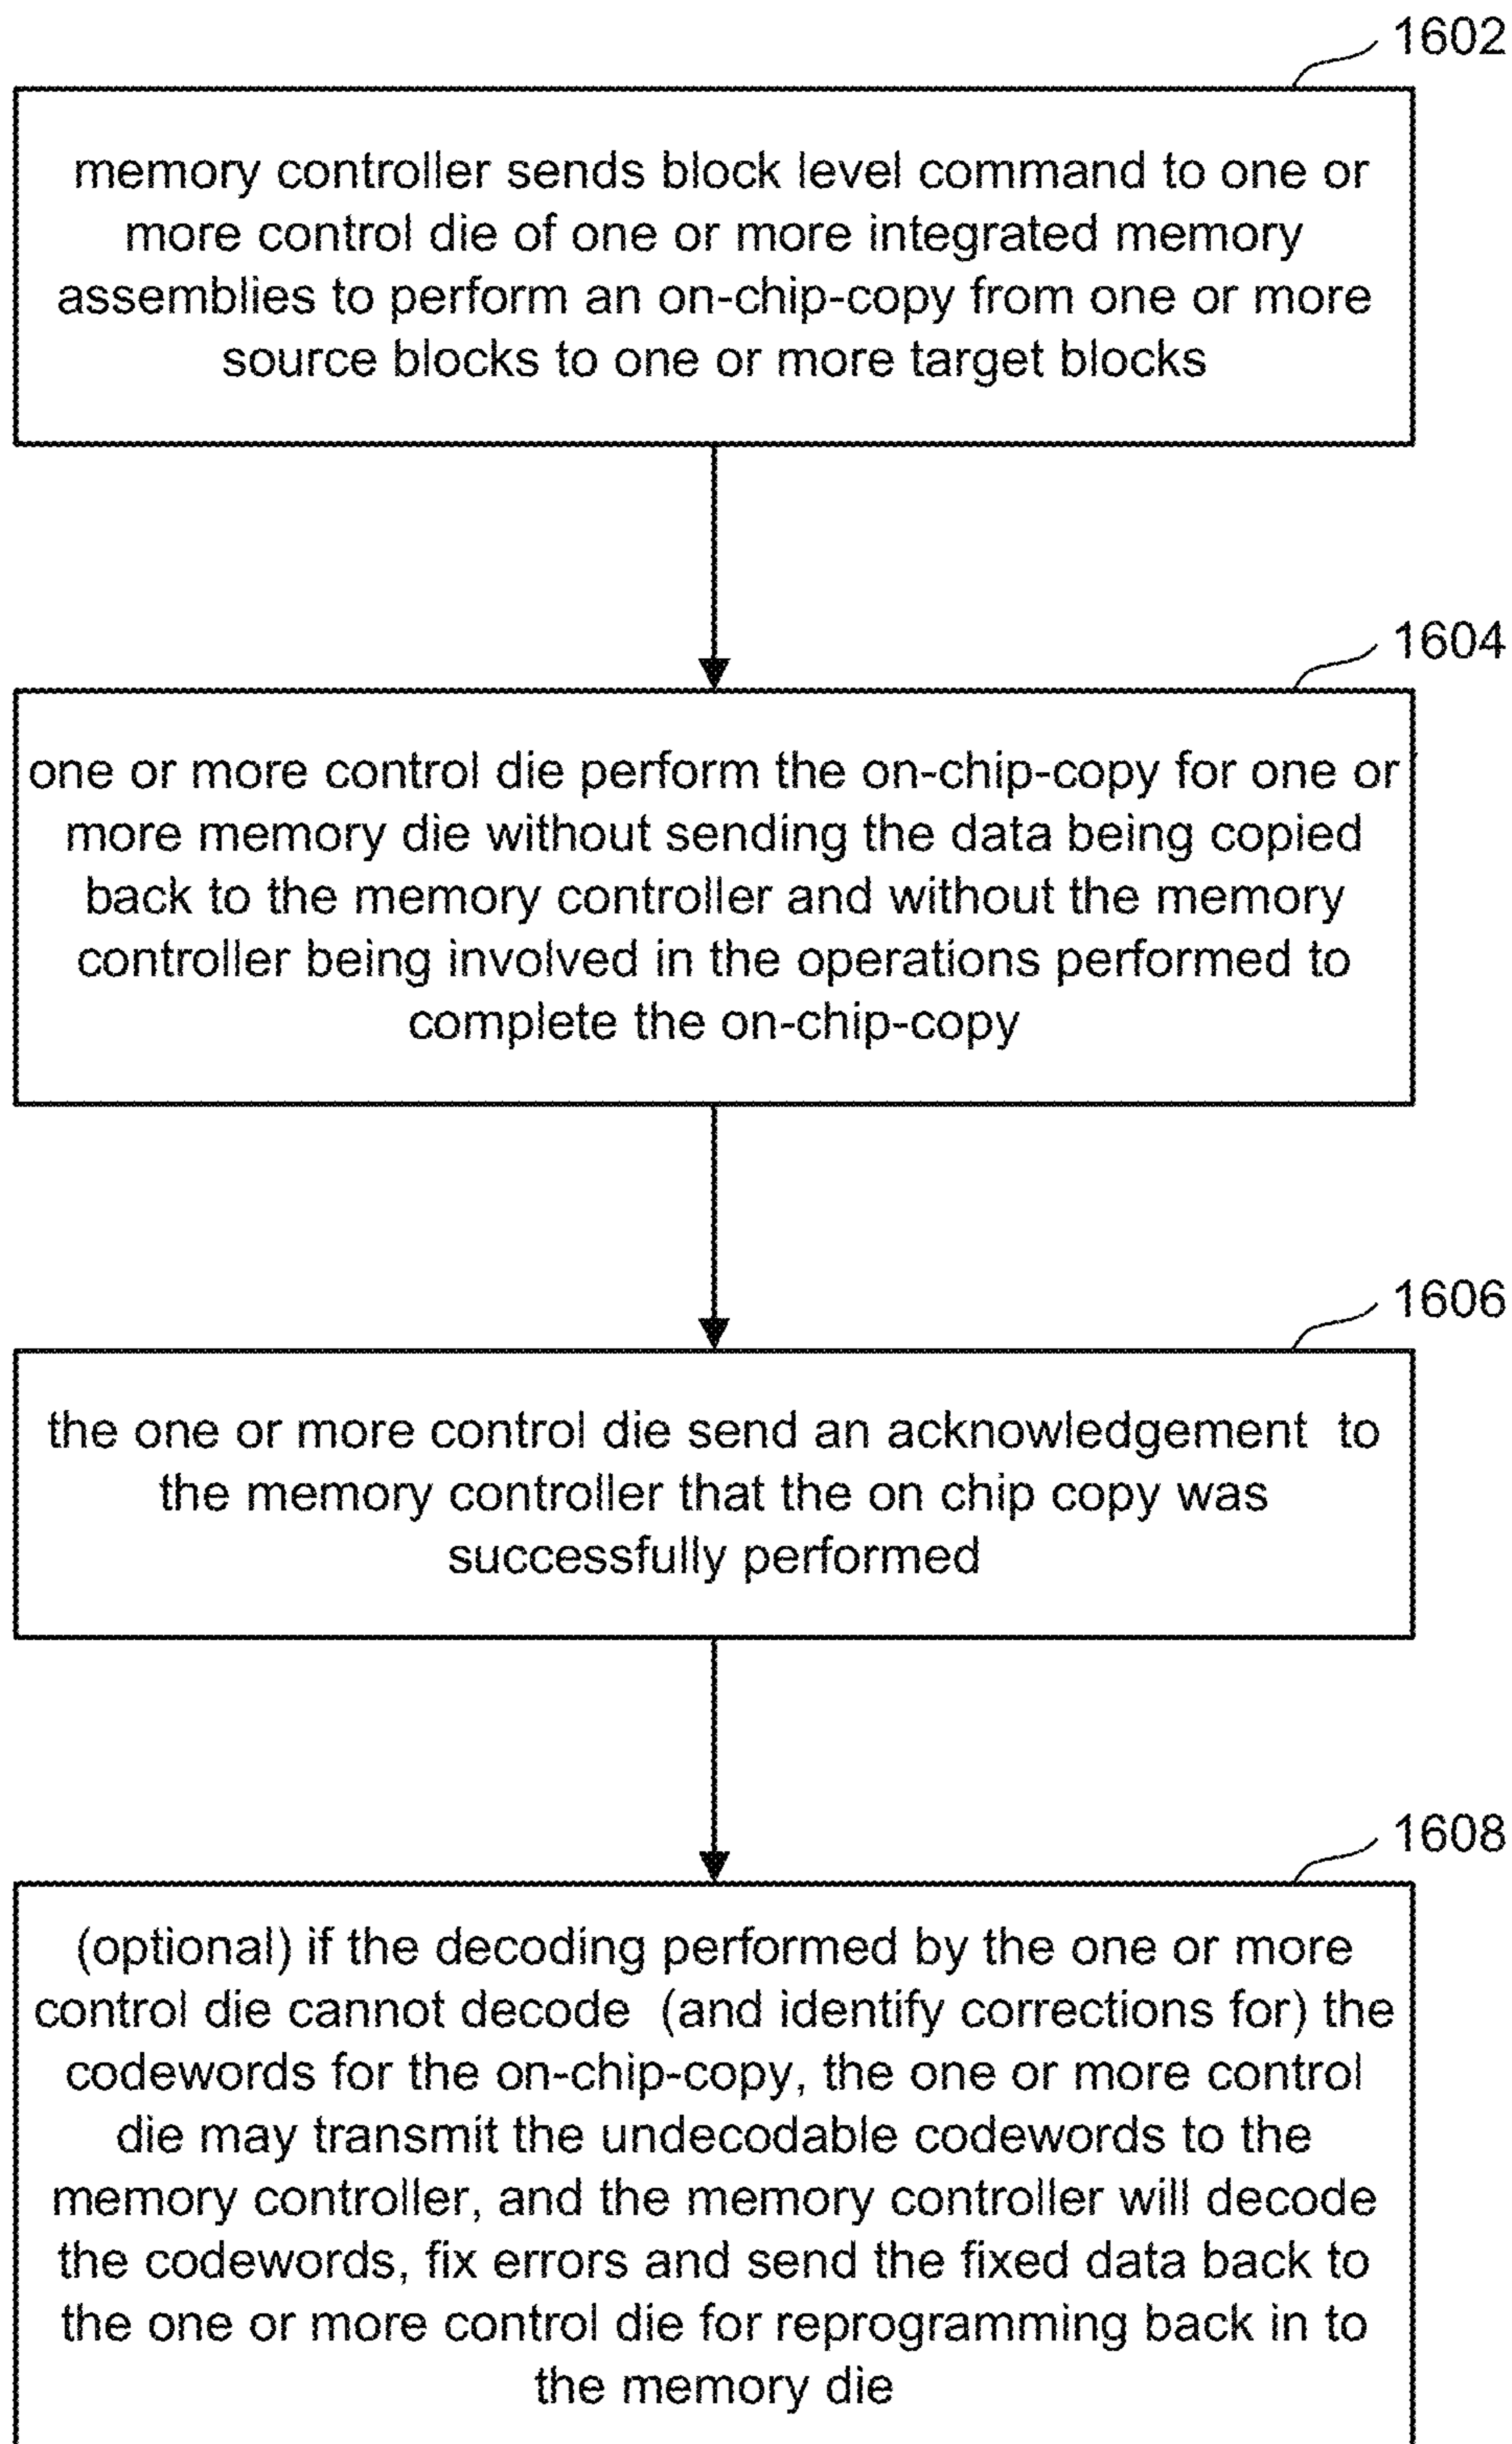 1602
memory controller sends block level command to one or
more control die of one or more integrated memory
assemblies to perform an on-chip-copy from one or more
source blocks to one or more target blocks
1604
one or more control die perform the on-chip-copy for one or
more memory die without sending the data being copied
back to the memory controller and without the memory
controller being involved in the operations performed to
complete the on-chip-copy
1606
the one or more control die send an acknowledgement to
the memory controller that the on chip copy was
successfully performed
1608
(optional) if the decoding performed by the one or more
control die cannot decode (and identify corrections for) the
codewords for the on-chip-copy, the one or more control
die may transmit the undecodable codewords to the
memory controller, and the memory controller will decode
the codewords, fix errors and send the fixed data back to
the one or more control die for reprogramming back in to
the memory die